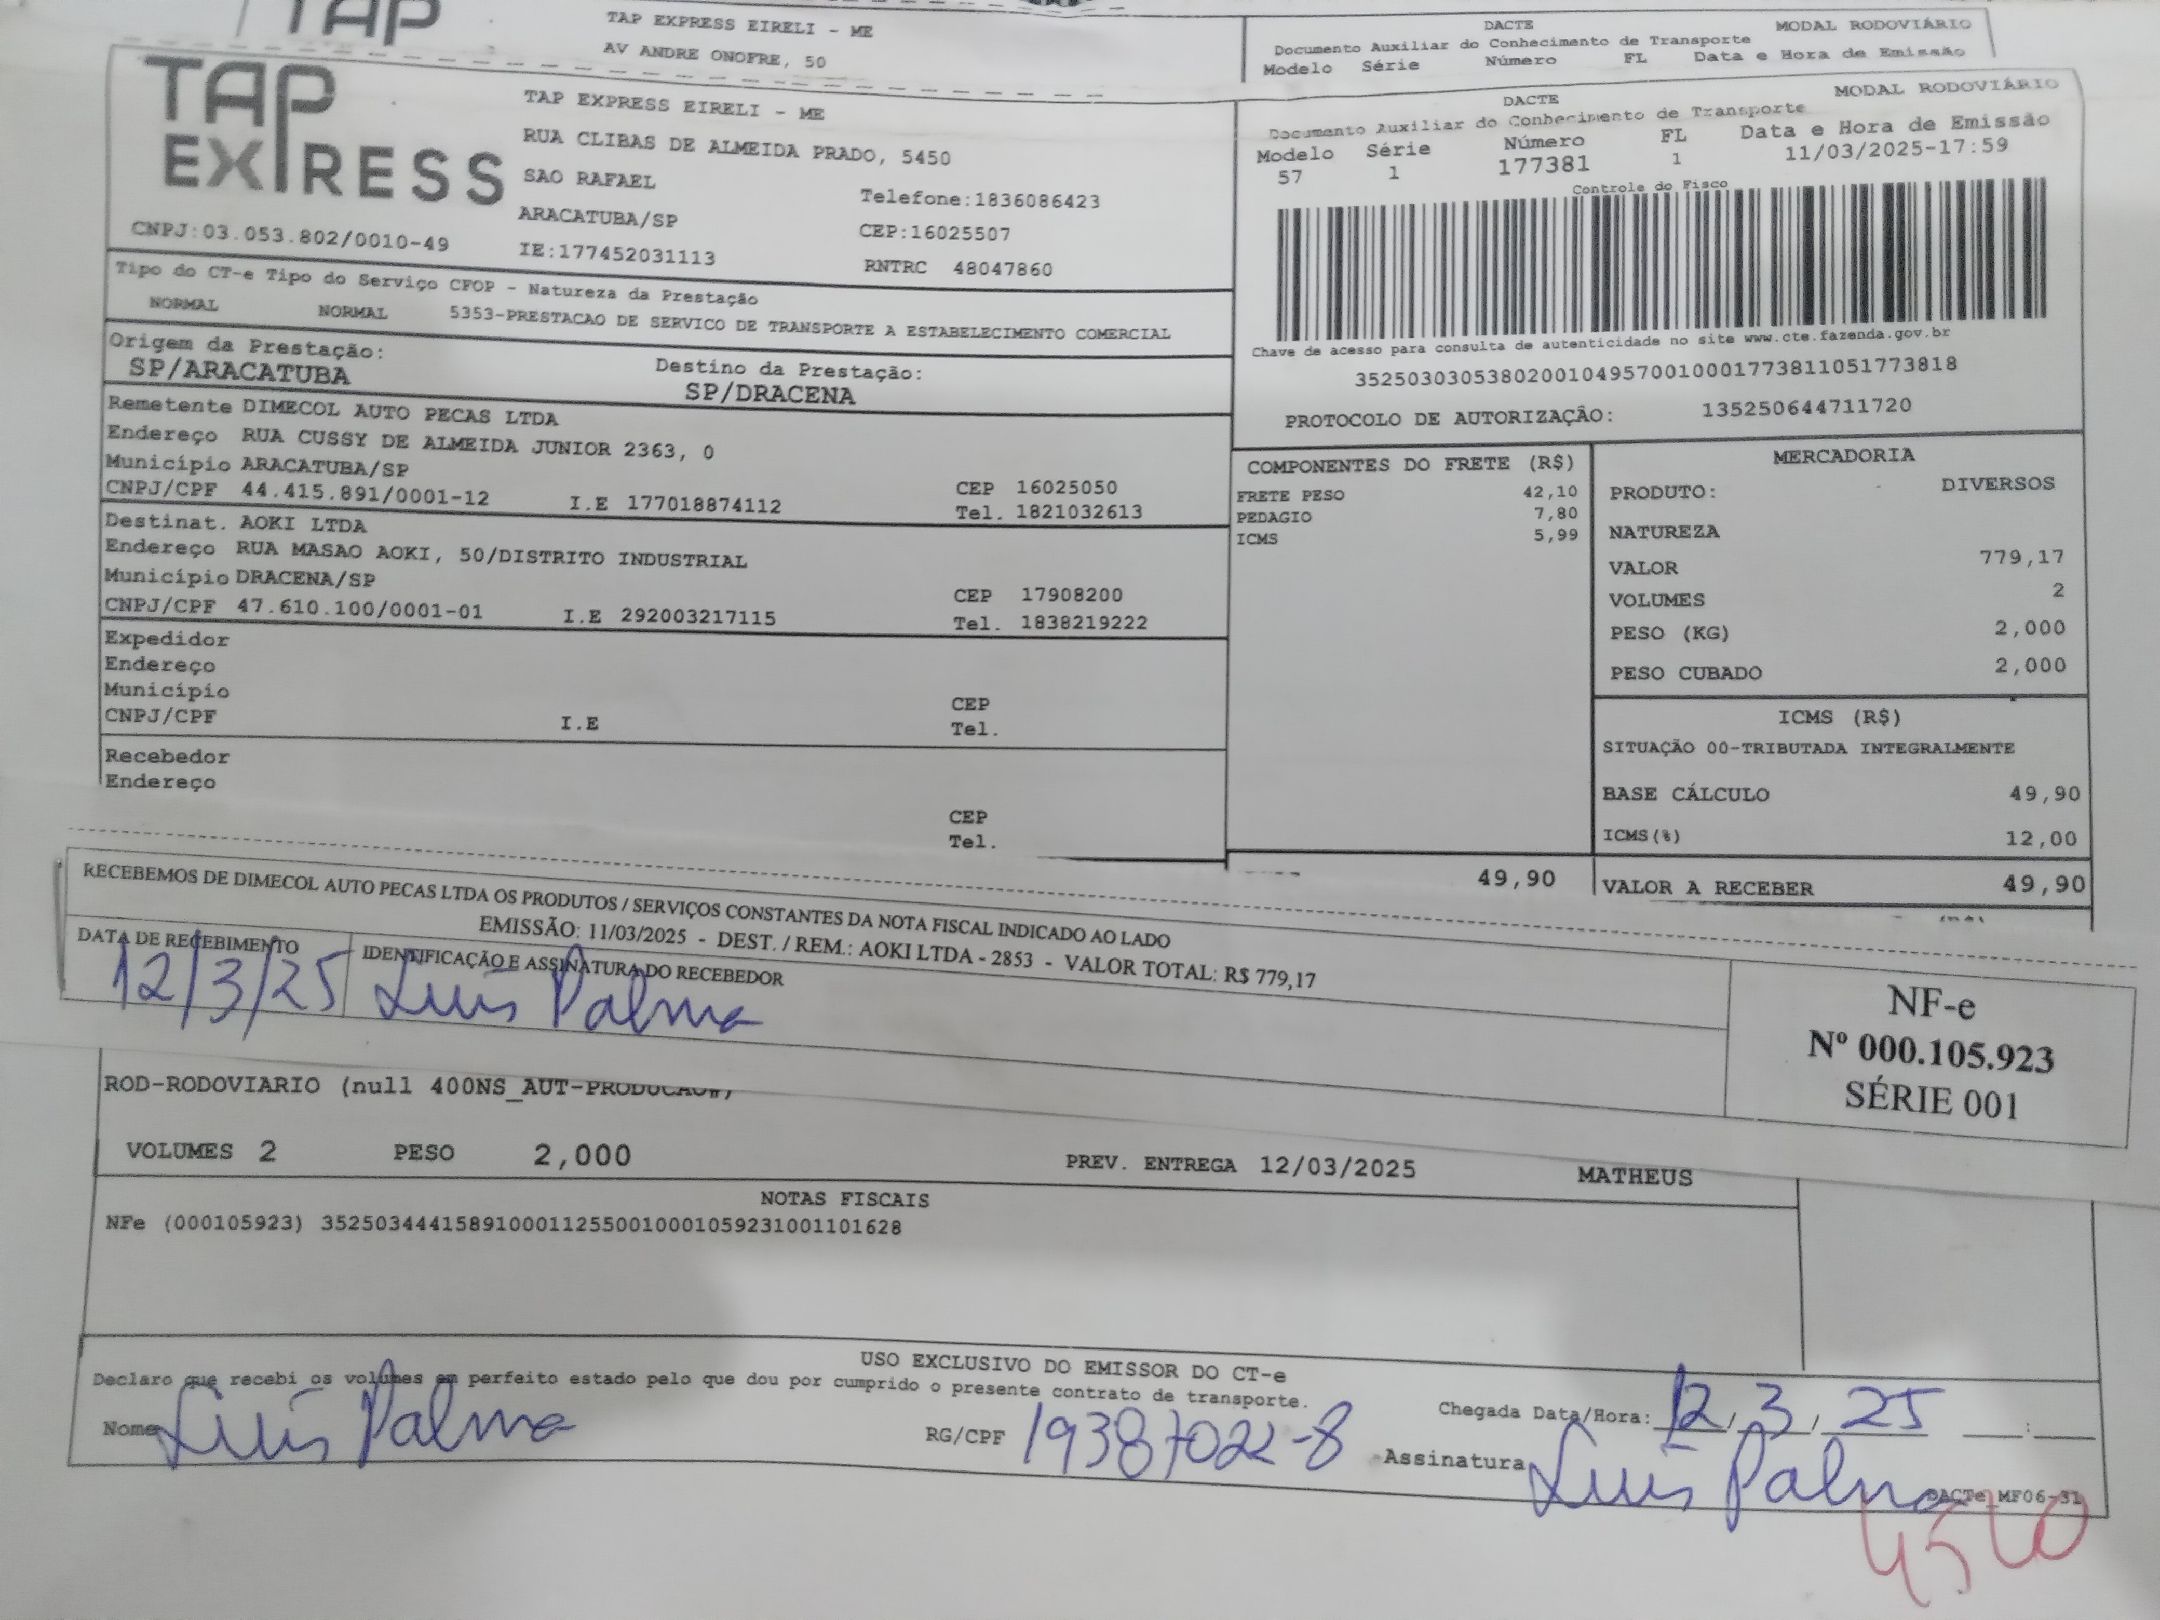 TAP
TAP EXPRESS EIRELI - ME
AV ANDRE ONOFRE, 50
DACTE
MODAL RODOVIÁRIO
Documento Auxiliar do Conhecimento de Transporte
Modelo Série Número FL Data e Hora de Emissão
TAP
EXPRESS
CNPJ:03.053.802/0010-49
TAP EXPRESS EIRELI - ME
RUA CLIBAS DE ALMEIDA PRADO, 5450
SAO RAFAEL
Telefone:1836086423
ARACATUBA/SP
CEP:16025507
IE:177452031113
RNTRC 48047860
DACTE
MODAL RODOVIÁRIO
Documento Auxiliar do Conhecimento de Transporte
Modelo Série Número FL Data e Hora de Emissão
57 1 177381 1 11/03/2025-17:59
Controle do Fisco
Chave de acesso para consulta de autenticidade no site www.cte.fazenda.gov.br
35250303053802001049570010001773811051773818
PROTOCOLO DE AUTORIZAÇÃO: 135250644711720
Tipo do CT-e Tipo do Serviço CFOP - Natureza da Prestação
NORMAL NORMAL 5353-PRESTACAO DE SERVICO DE TRANSPORTE A ESTABELECIMENTO COMERCIAL
Origem da Prestação:
SP/ARACATUBA
Destino da Prestação:
SP/DRACENA
Remetente DIMECOL AUTO PECAS LTDA
Endereço RUA CUSSY DE ALMEIDA JUNIOR 2363, 0
Município ARACATUBA/SP
CEP 16025050
CNPJ/CPF 44.415.891/0001-12 I.E 177018874112 Tel. 1821032613
Destinat. AOKI LTDA
Endereço RUA MASAO AOKI, 50/DISTRITO INDUSTRIAL
Município DRACENA/SP
CEP 17908200
CNPJ/CPF 47.610.100/0001-01 I.E 292003217115 Tel. 1838219222
Expedidor
Endereço
Município
CEP
CNPJ/CPF I.E Tel.
Recebedor
Endereço
CEP
Tel.
COMPONENTES DO FRETE (R$)
FRETE PESO 42,10
PEDAGIO 7,80
ICMS 5,99
49,90
MERCADORIA
PRODUTO: DIVERSOS
NATUREZA
VALOR 779,17
VOLUMES 2
PESO (KG) 2,000
PESO CUBADO 2,000
ICMS (R$)
SITUAÇÃO 00-TRIBUTADA INTEGRALMENTE
BASE CÁLCULO 49,90
ICMS(%) 12,00
VALOR A RECEBER 49,90
RECEBEMOS DE DIMECOL AUTO PECAS LTDA OS PRODUTOS / SERVIÇOS CONSTANTES DA NOTA FISCAL INDICADO AO LADO
EMISSÃO: 11/03/2025 - DEST. / REM.: AOKI LTDA - 2853 - VALOR TOTAL: R$ 779,17
DATA DE RECEBIMENTO
12/3/25
IDENTIFICAÇÃO E ASSINATURA DO RECEBEDOR
Luís Palma
NF-e
Nº 000.105.923
SÉRIE 001
ROD-RODOVIARIO (null 400NS_AUT-PRODUCAO#)
VOLUMES 2 PESO 2,000 PREV. ENTREGA 12/03/2025 MATHEUS
NOTAS FISCAIS
NFe (000105923) 35250344415891000112550010001059231001101628
USO EXCLUSIVO DO EMISSOR DO CT-e
Declaro que recebi os volumes em perfeito estado pelo que dou por cumprido o presente contrato de transporte.
Nome Luís Palma
RG/CPF 19387022-8
Chegada Data/Hora: 12/3/25 :
Assinatura Luís Palma
DACTe_MF06-31